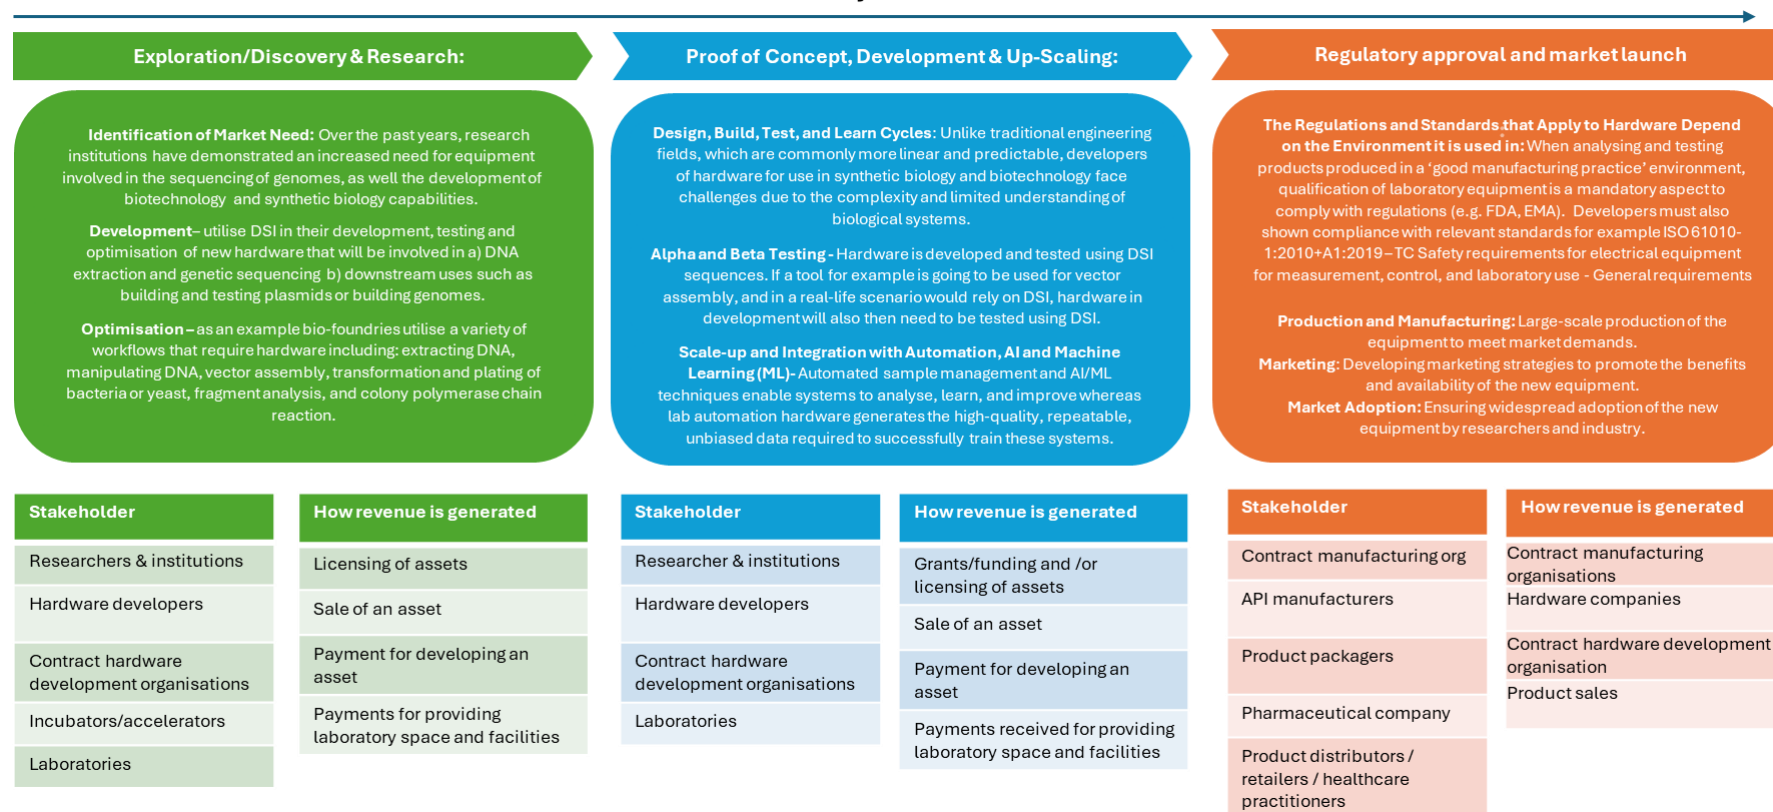 Exploration/Discovery & Research:
Identification of Market Need: Over the past years, research
institutions have demonstrated an increased need for equipment
involved in the sequencing of genomes, as well the development of
biotechnology and synthetic biology capabilities.
Development– utilise DSI in their development, testing and
optimisation of new hardware that will be involved in a) DNA
extraction and genetic sequencing b) downstream uses such as
building and testing plasmids or building genomes.
Optimisation – as an example bio-foundries utilise a variety of
workflows that require hardware including: extracting DNA,
manipulating DNA, vector assembly, transformation and plating of
bacteria or yeast, fragment analysis, and colony polymerase chain
reaction.
Stakeholder
Researchers & institutions
Hardware developers
Contract hardware
development organisations
Incubators/accelerators
Laboratories
How revenue is generated
Licensing of assets
Sale of an asset
Payment for developing an
asset
Payments for providing
laboratory space and facilities
Proof of Concept, Development & Up-Scaling:
Design, Build, Test, and Learn Cycles: Unlike traditional engineering
fields, which are commonly more linear and predictable, developers
of hardware for use in synthetic biology and biotechnology face
challenges due to the complexity and limited understanding of
biological systems.
Alpha and Beta Testing - Hardware is developed and tested using DSI
sequences. If a tool for example is going to be used for vector
assembly, and in a real-life scenario would rely on DSI, hardware in
development will also then need to be tested using DSI.
Scale-up and Integration with Automation, AI and Machine
Learning (ML)- Automated sample management and AI/ML
techniques enable systems to analyse, learn, and improve whereas
lab automation hardware generates the high-quality, repeatable,
unbiased data required to successfully train these systems.
Stakeholder
Researcher & institutions
Hardware developers
Contract hardware
development organisations
Laboratories
How revenue is generated
Grants/funding and /or
licensing of assets
Sale of an asset
Payment for developing an
asset
Payments received for providing
laboratory space and facilities
Regulatory approval and market launch
The Regulations and Standards that Apply to Hardware Depend
on the Environment it is used in: When analysing and testing
products produced in a ‘good manufacturing practice’ environment,
qualification of laboratory equipment is a mandatory aspect to
comply with regulations (e.g. FDA, EMA). Developers must also
shown compliance with relevant standards for example ISO 61010-
1:2010+A1:2019 – TC Safety requirements for electrical equipment
for measurement, control, and laboratory use - General requirements
Production and Manufacturing: Large-scale production of the
equipment to meet market demands.
Marketing: Developing marketing strategies to promote the benefits
and availability of the new equipment.
Market Adoption: Ensuring widespread adoption of the new
equipment by researchers and industry.
Stakeholder
Contract manufacturing org
API manufacturers
Product packagers
Pharmaceutical company
Product distributors /
retailers / healthcare
practitioners
How revenue is generated
Contract manufacturing
organisations
Hardware companies
Contract hardware development
organisation
Product sales